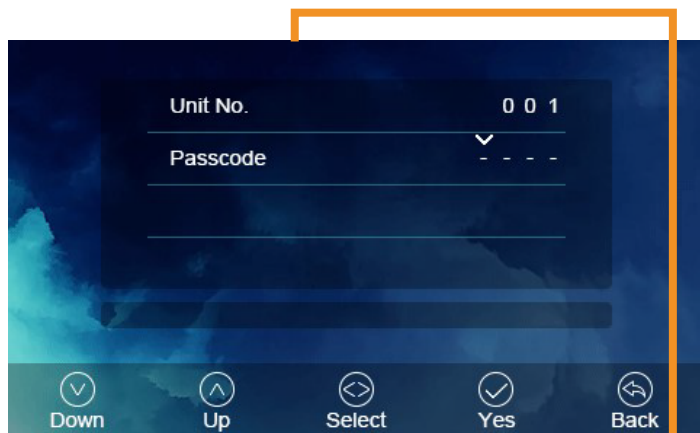 Unit No. 0 0 1
Passcode - - - -
Down Up Select Yes Back